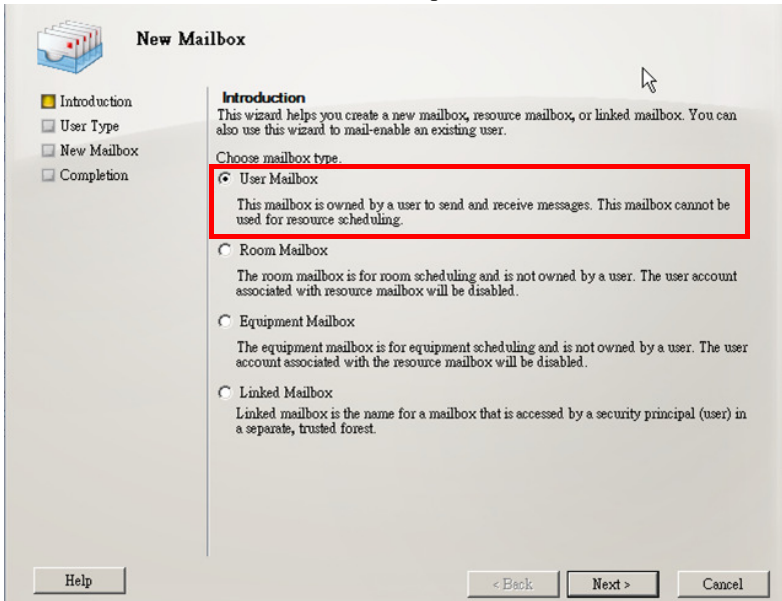 New Mailbox
Introduction
User Type
New Mailbox
Completion
Introduction
This wizard helps you create a new mailbox, resource mailbox, or linked mailbox. You can
also use this wizard to mail-enable an existing user.
Choose mailbox type.
User Mailbox
This mailbox is owned by a user to send and receive messages. This mailbox cannot be
used for resource scheduling.
Room Mailbox
The room mailbox is for room scheduling and is not owned by a user. The user account
associated with resource mailbox will be disabled.
Equipment Mailbox
The equipment mailbox is for equipment scheduling and is not owned by a user. The user
account associated with the resource mailbox will be disabled.
Linked Mailbox
Linked mailbox is the name for a mailbox that is accessed by a security principal (user) in
a separate, trusted forest.
Help
< Back
Next >
Cancel